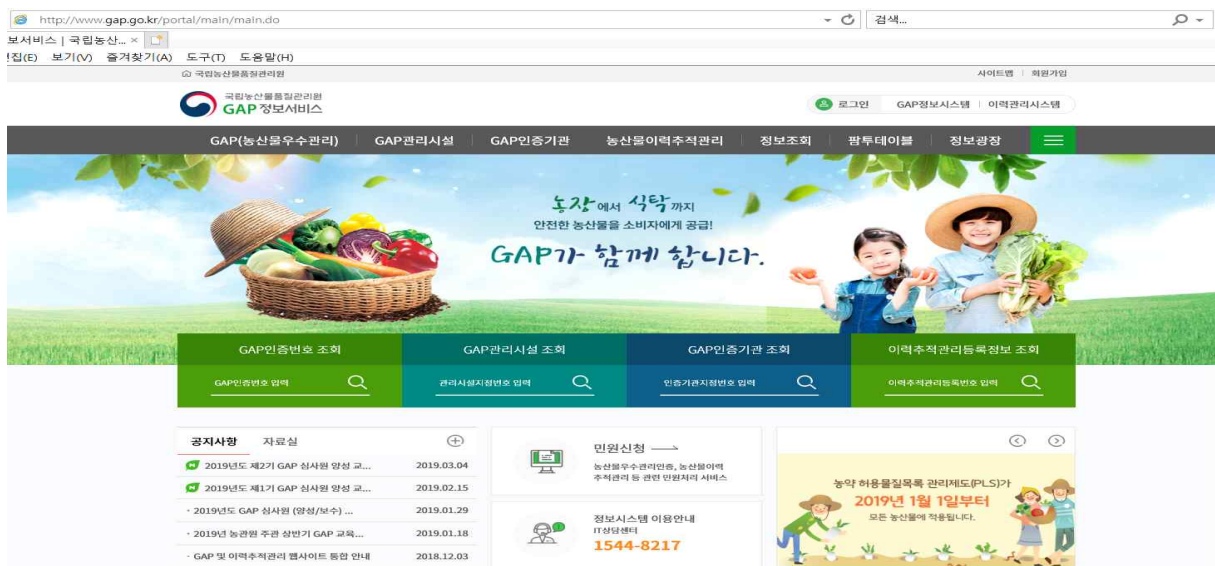 http://www.gap.go.kr/portal/main/main.do
검색...
보서비스 | 국립농산... ×
집(E) 보기(V) 즐겨찾기(A) 도구(T) 도움말(H)
국립농산물품질관리원
사이트맵 | 회원가입
국립농산물품질관리원
GAP 정보서비스
로그인 GAP정보시스템 | 이력관리시스템
GAP(농산물우수관리) GAP관리시설 GAP인증기관 농산물이력추적관리 정보조회 팜투테이블 정보광장
농장에서 식탁까지
안전한 농산물을 소비자에게 공급!
GAP가 함께 합니다.
GAP인증번호 조회
GAP인증번호 입력
GAP관리시설 조회
관리시설지정번호 입력
GAP인증기관 조회
인증기관지정번호 입력
이력추적관리등록정보 조회
이력추적관리등록번호 입력
공지사항 자료실
2019년도 제2기 GAP 심사원 양성 교... 2019.03.04
2019년도 제1기 GAP 심사원 양성 교... 2019.02.15
· 2019년도 GAP 심사원 (양성/보수) ... 2019.01.29
· 2019년 농관원 주관 상반기 GAP 교육... 2019.01.18
· GAP 및 이력추적관리 웹사이트 통합 안내 2018.12.03
민원신청
농산물우수관리인증, 농산물이력
추적관리 등 관련 민원처리 서비스
정보시스템 이용안내
IT상담센터
1544-8217
농약 허용물질목록 관리제도(PLS)가
2019년 1월 1일부터
모든 농산물에 적용됩니다.